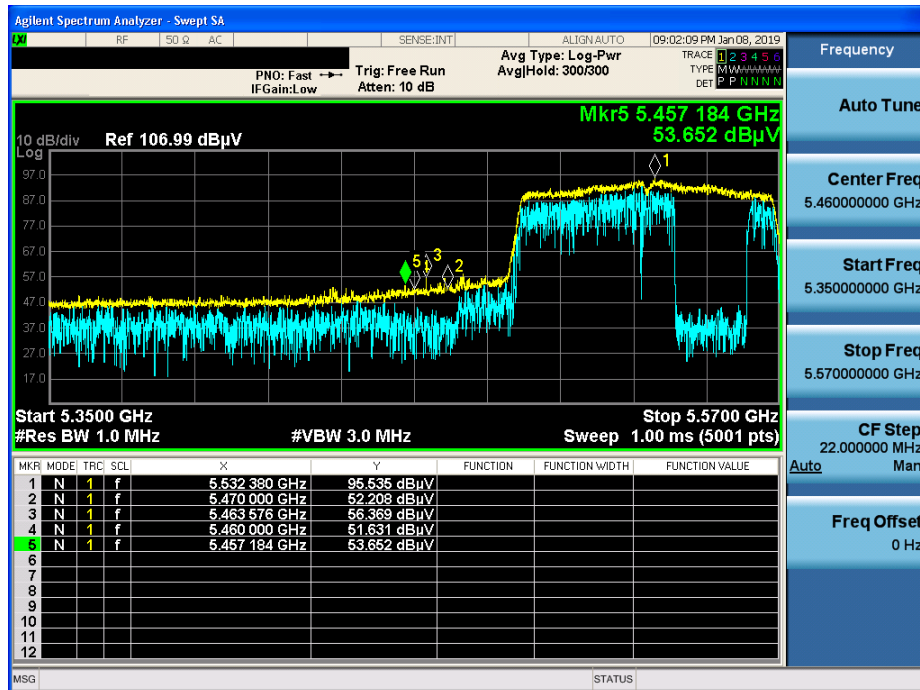 Agilent Spectrum Analyzer - Swept SA
LXI RF 50 Ω AC SENSE:INT ALIGN AUTO 09:02:09 PM Jan 08, 2019
PNO: Fast Trig: Free Run Avg Type: Log-Pwr TRACE 1 2 3 4 5 6
IFGain:Low Atten: 10 dB Avg|Hold: 300/300 TYPE M W
DET P P N N N N
Frequency
Mkr5 5.457 184 GHz
53.652 dBµV
10 dB/div Ref 106.99 dBµV
Log
97.0
87.0
77.0
67.0
57.0
47.0
37.0
27.0
17.0
1
5
3
2
Start 5.3500 GHz Stop 5.5700 GHz
#Res BW 1.0 MHz #VBW 3.0 MHz Sweep 1.00 ms (5001 pts)
MKR MODE TRC SCL X Y FUNCTION FUNCTION WIDTH FUNCTION VALUE
1 N 1 f 5.532 380 GHz 95.535 dBµV
2 N 1 f 5.470 000 GHz 52.208 dBµV
3 N 1 f 5.463 576 GHz 56.369 dBµV
4 N 1 f 5.460 000 GHz 51.631 dBµV
5 N 1 f 5.457 184 GHz 53.652 dBµV
6
7
8
9
10
11
12
MSG STATUS
Auto Tune
Center Freq
5.460000000 GHz
Start Freq
5.350000000 GHz
Stop Freq
5.570000000 GHz
CF Step
22.000000 MHz
Auto Man
Freq Offset
0 Hz